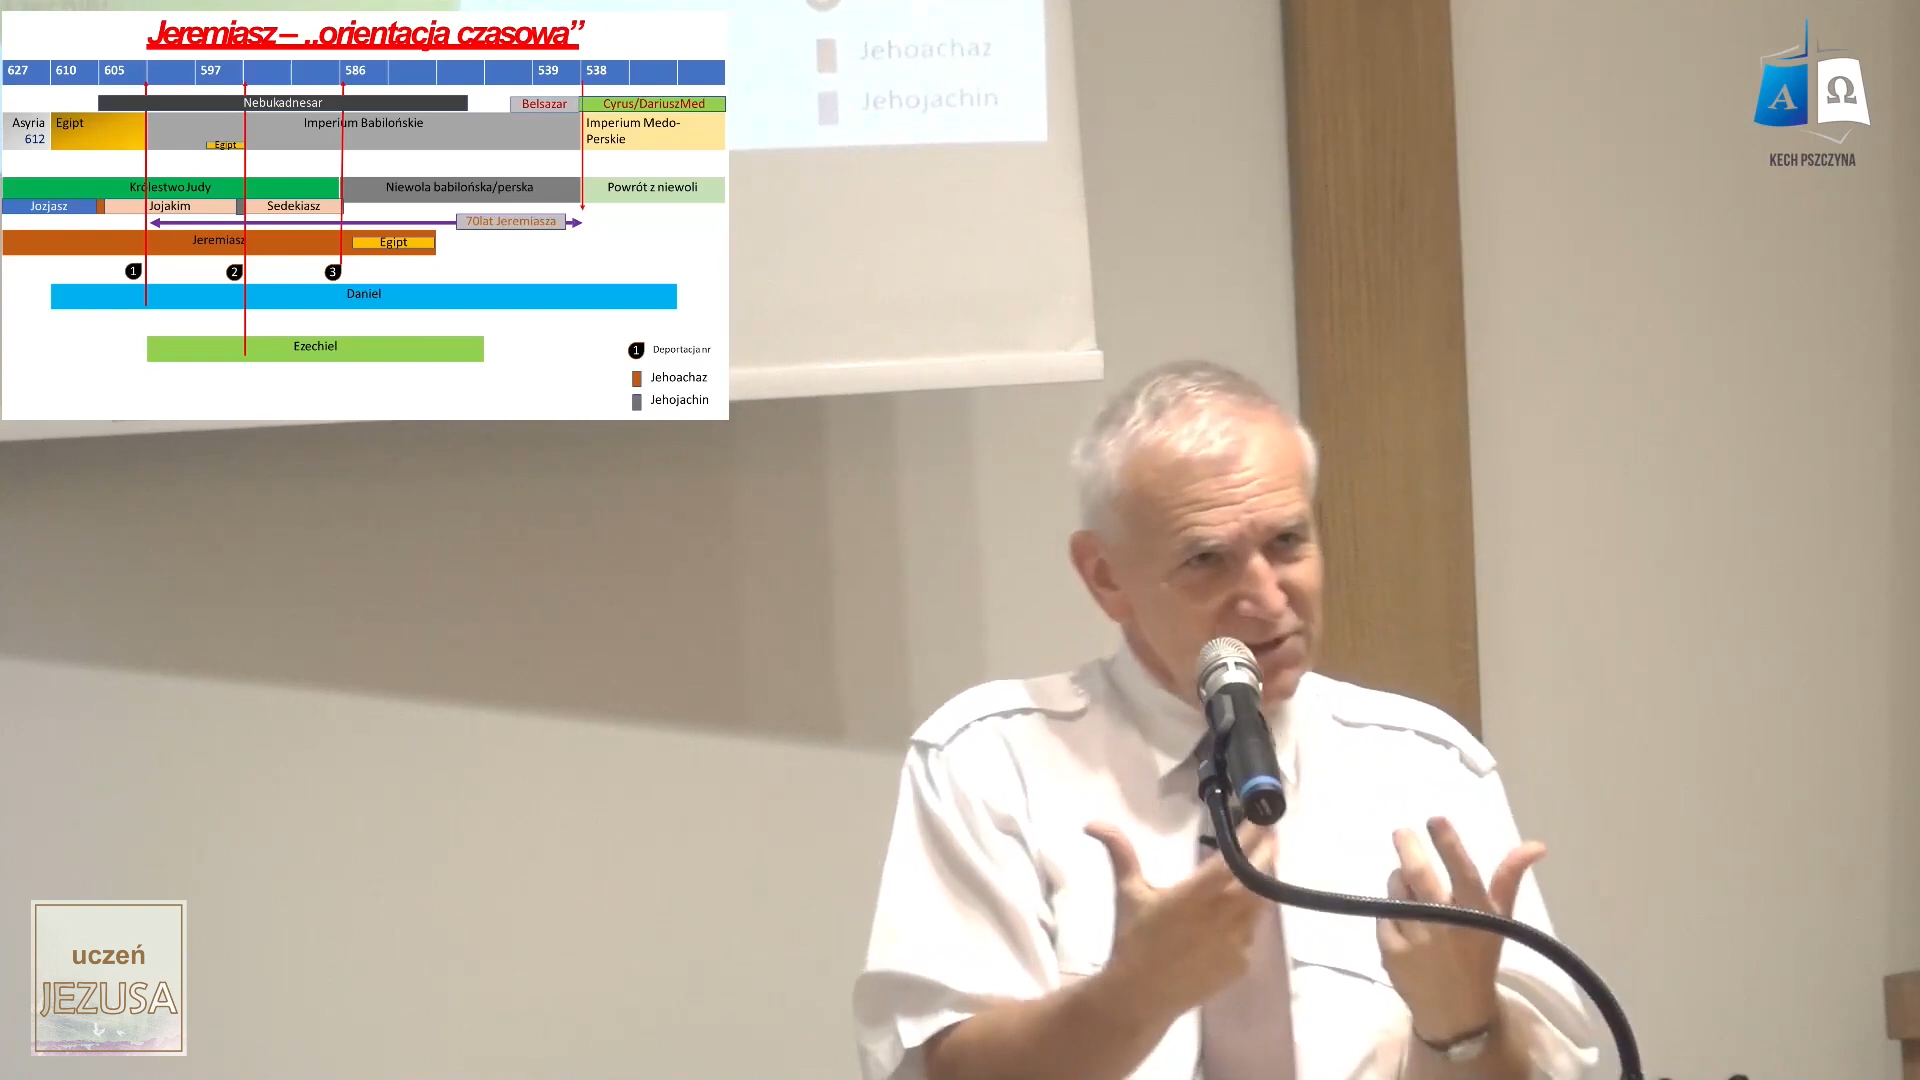 Jeremiasz – „orientacja czasowa”
627 610 605 597 586 539 538
Nebukadnesar
Belsazar
Cyrus/DariuszMed
Asyria
612
Egipt
Imperium Babilońskie
Imperium Medo-
Perskie
Egipt
Królestwo Judy
Niewola babilońska/perska
Powrót z niewoli
Jozjasz
Jojakim
Sedekiasz
70lat Jeremiasza
Jeremiasz
Egipt
1
2
3
Daniel
Ezechiel
1 Deportacja nr
Jehoachaz
Jehojachin
Jehoachaz
Jehojachin
A Ω
KECH PSZCZYNA
uczeń
JEZUSA